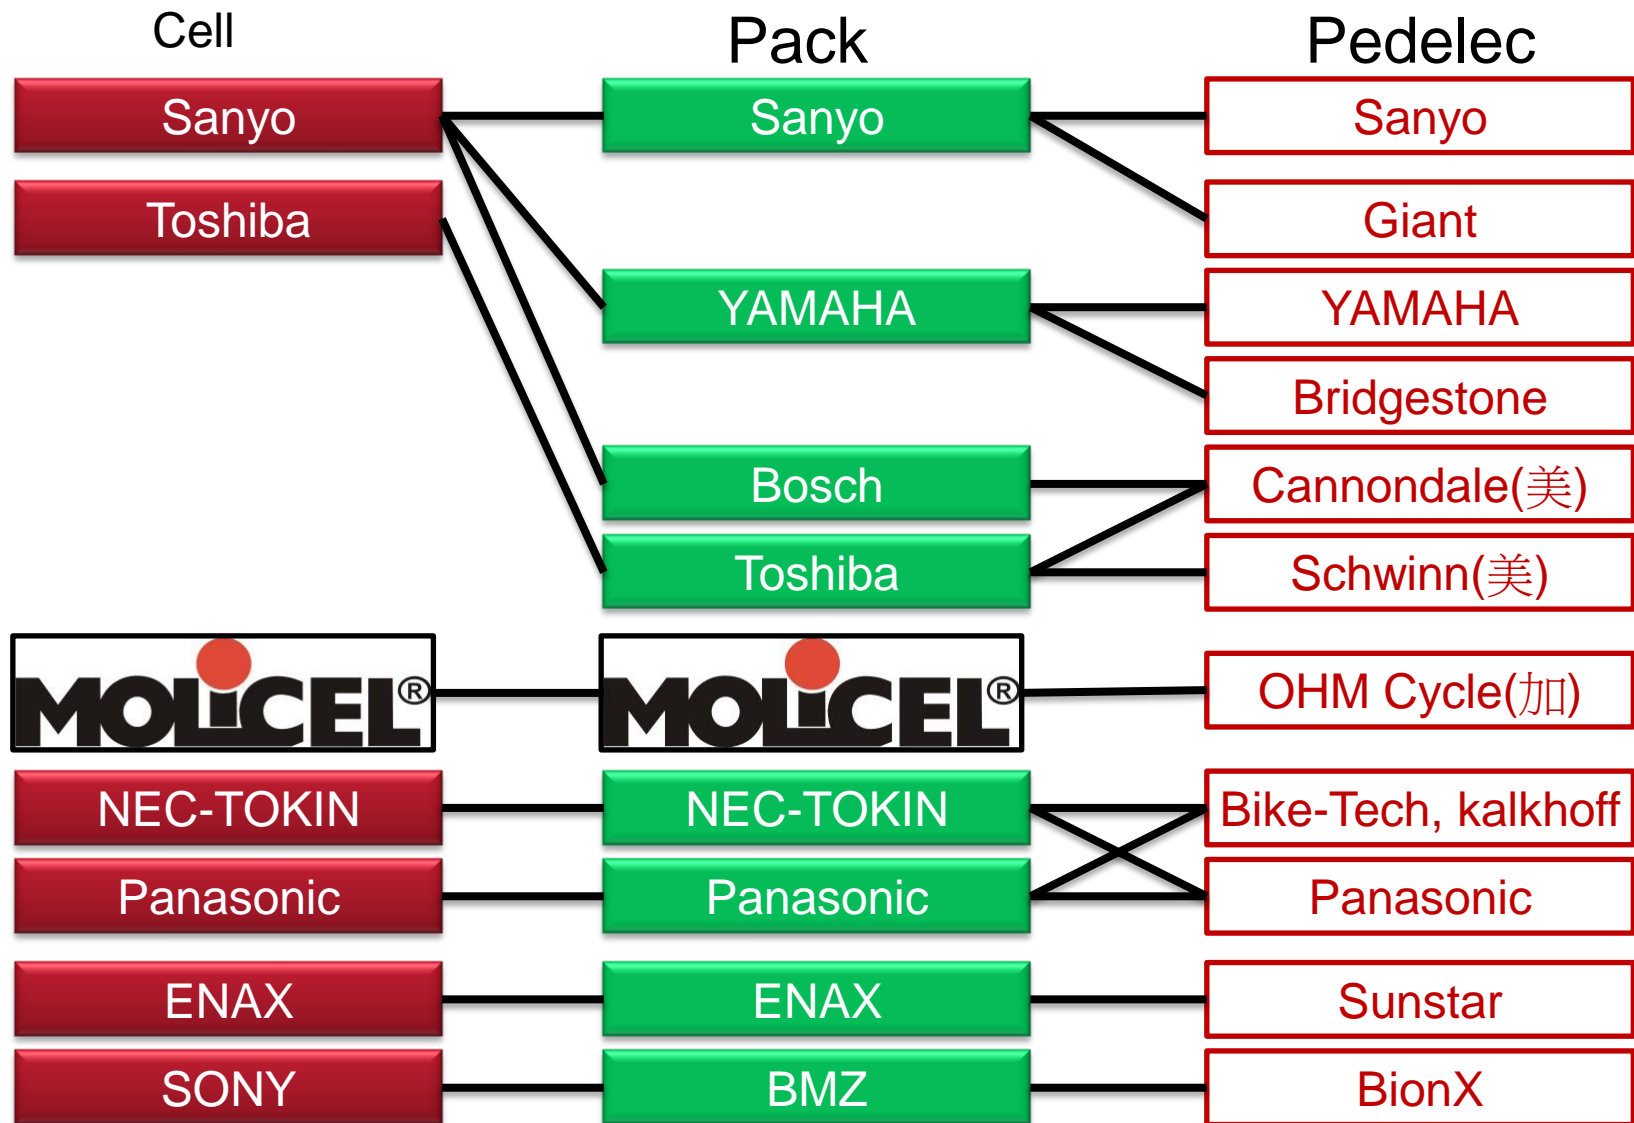 Cell Pack Pedelec
Sanyo Sanyo Sanyo
Toshiba Giant
YAMAHA YAMAHA
Bridgestone
Bosch Cannondale(美)
Toshiba Schwinn(美)
MOLiCEL® MOLiCEL® OHM Cycle(加)
NEC-TOKIN NEC-TOKIN Bike-Tech, kalkhoff
Panasonic Panasonic Panasonic
ENAX ENAX Sunstar
SONY BMZ BionX